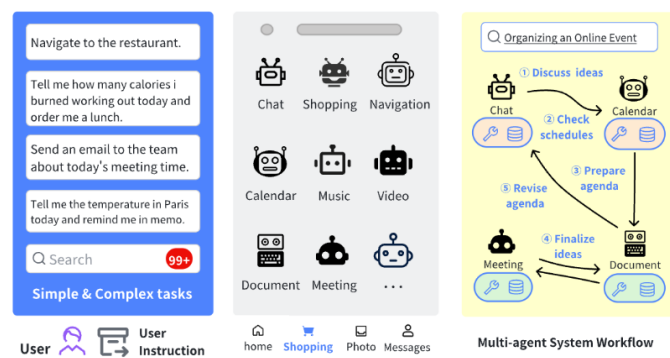 Navigate to the restaurant.
Tell me how many calories i
burned working out today and
order me a lunch.
Send an email to the team
about today's meeting time.
Tell me the temperature in Paris
today and remind me in memo.
Search
99+
Simple & Complex tasks
User
User
Instruction
Chat
Shopping
Navigation
Calendar
Music
Video
Document
Meeting
...
home
Shopping
Photo
Messages
Organizing an Online Event
① Discuss ideas
Chat
Calendar
② Check
schedules
③ Prepare
agenda
⑤ Revise
agenda
④ Finalize
ideas
Meeting
Document
Multi-agent System Workflow